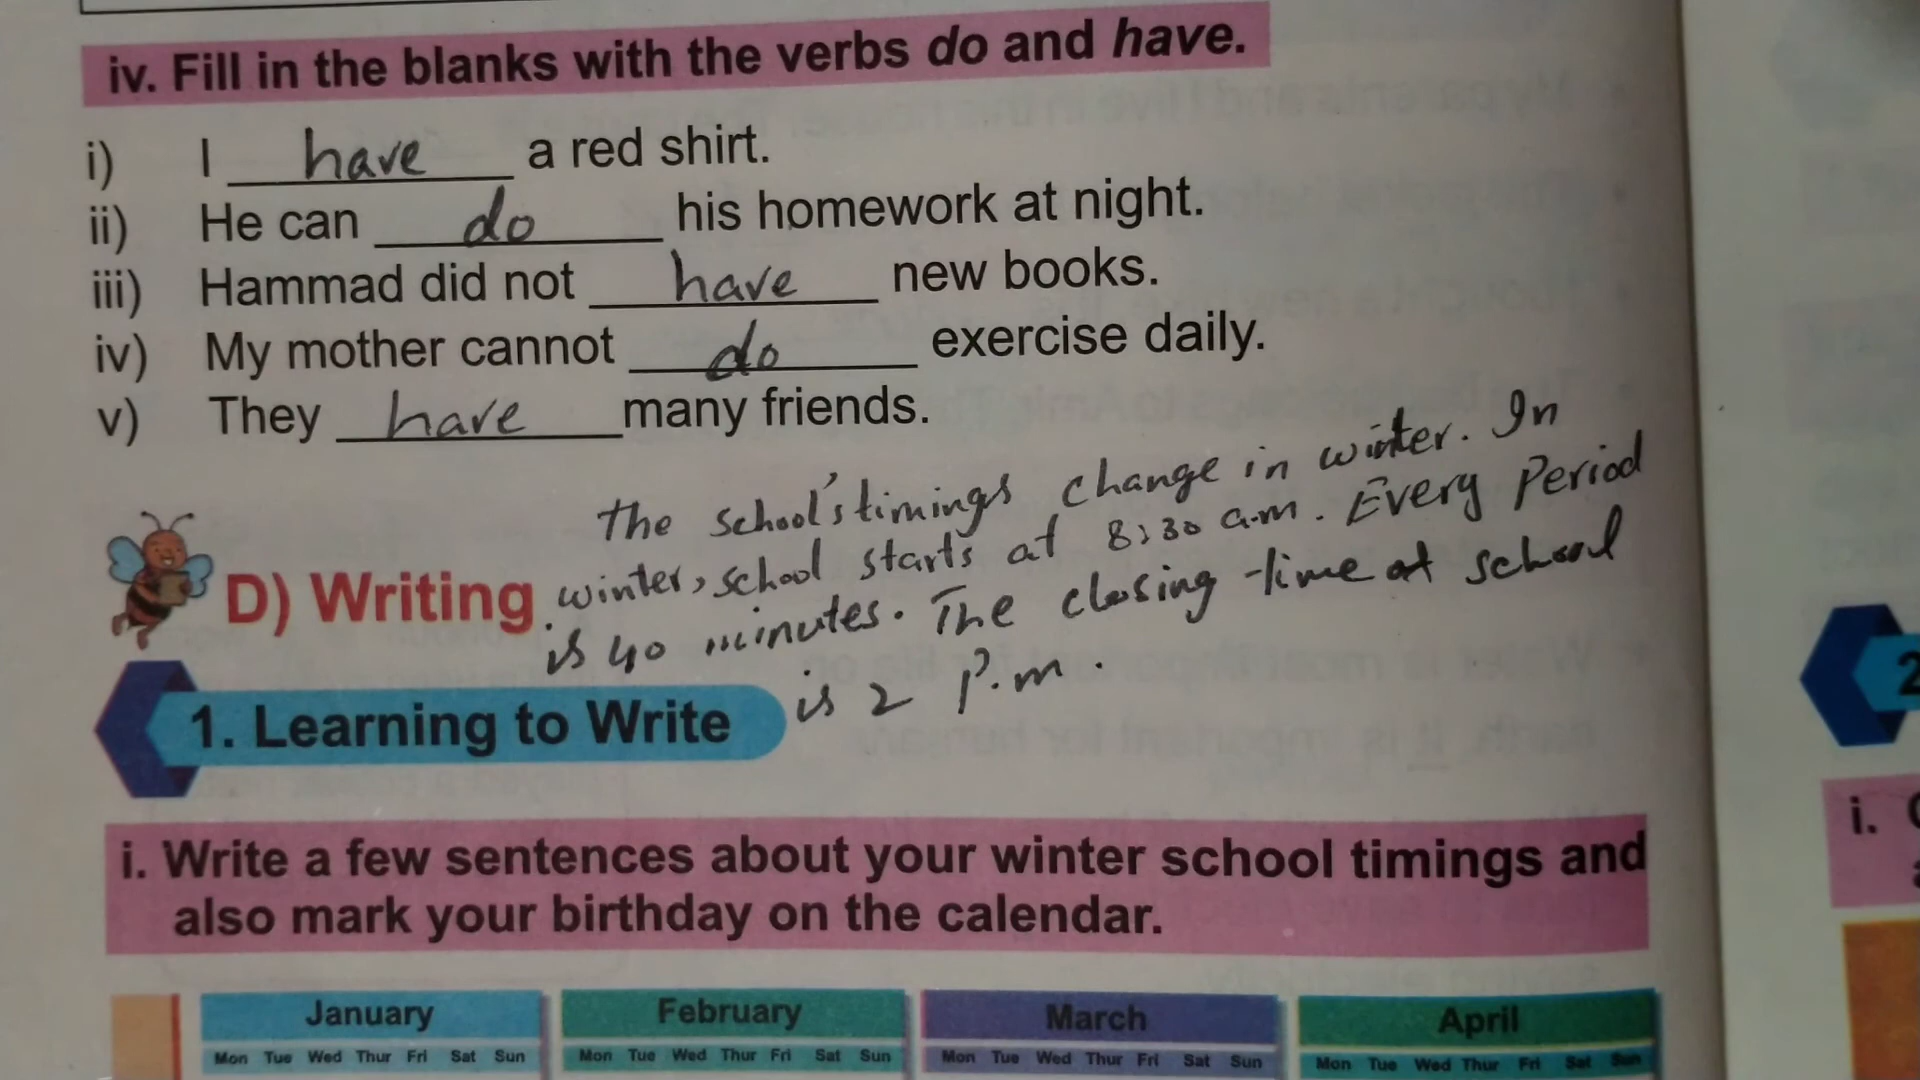 iv. Fill in the blanks with the verbs do and have.
i) I have a red shirt.
ii) He can do his homework at night.
iii) Hammad did not have new books.
iv) My mother cannot do exercise daily.
v) They have many friends.
The school's timings change in winter. In
winter, school starts at 8:30 a.m. Every Period
is 40 minutes. The closing time at school
is 2 P.m.
D) Writing
1. Learning to Write
i. Write a few sentences about your winter school timings and
also mark your birthday on the calendar.
January February March April
Mon Tue Wed Thur Fri Sat Sun Mon Tue Wed Thur Fri Sat Sun Mon Tue Wed Thur Fri Sat Sun Mon Tue Wed Thur Fri Sat Sun
2
i.